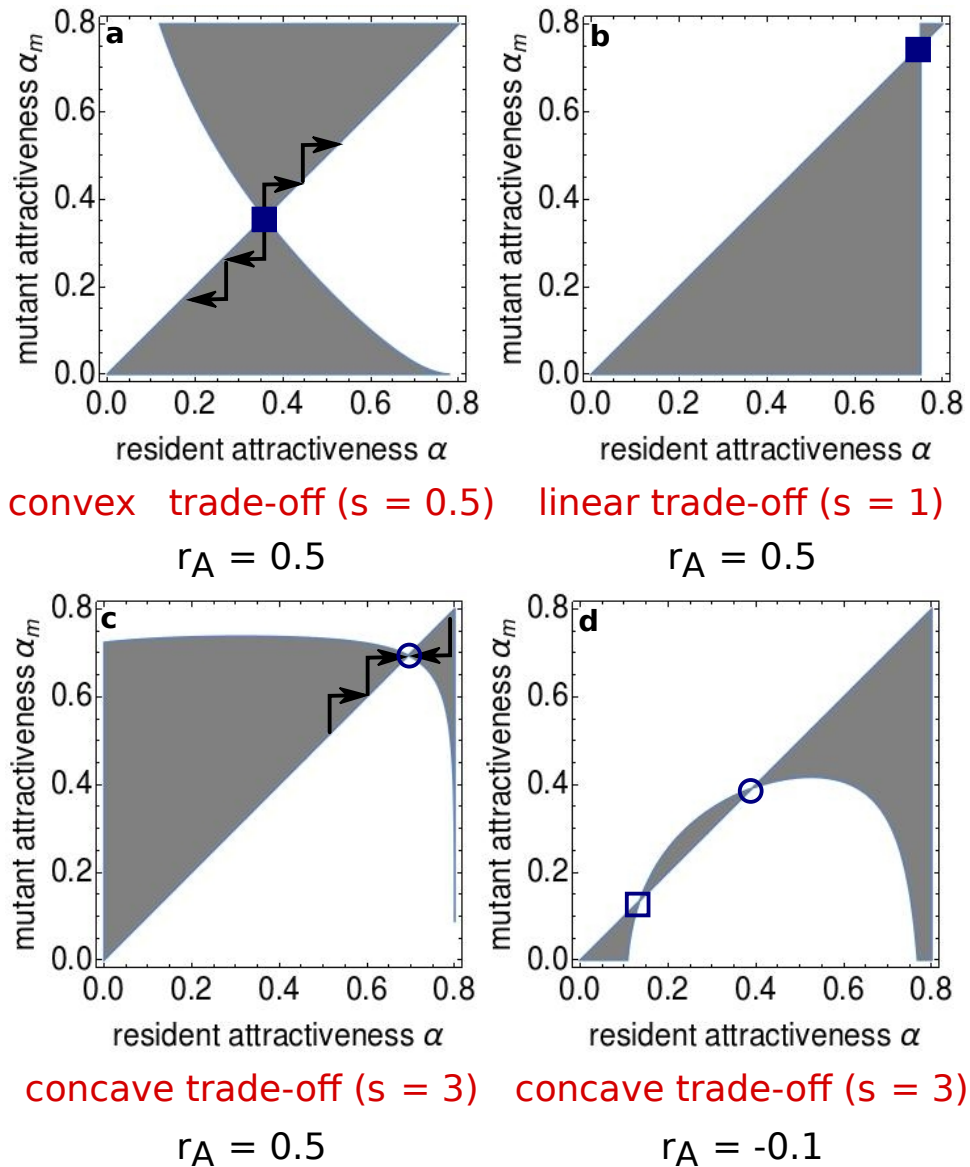 a
mutant attractiveness αm
0.8
0.6
0.4
0.2
0.0
0.0 0.2 0.4 0.6 0.8
resident attractiveness α
convex trade-off (s = 0.5)
rA = 0.5
b
mutant attractiveness αm
0.8
0.6
0.4
0.2
0.0
0.0 0.2 0.4 0.6 0.8
resident attractiveness α
linear trade-off (s = 1)
rA = 0.5
c
mutant attractiveness αm
0.8
0.6
0.4
0.2
0.0
0.0 0.2 0.4 0.6 0.8
resident attractiveness α
concave trade-off (s = 3)
rA = 0.5
d
mutant attractiveness αm
0.8
0.6
0.4
0.2
0.0
0.0 0.2 0.4 0.6 0.8
resident attractiveness α
concave trade-off (s = 3)
rA = -0.1